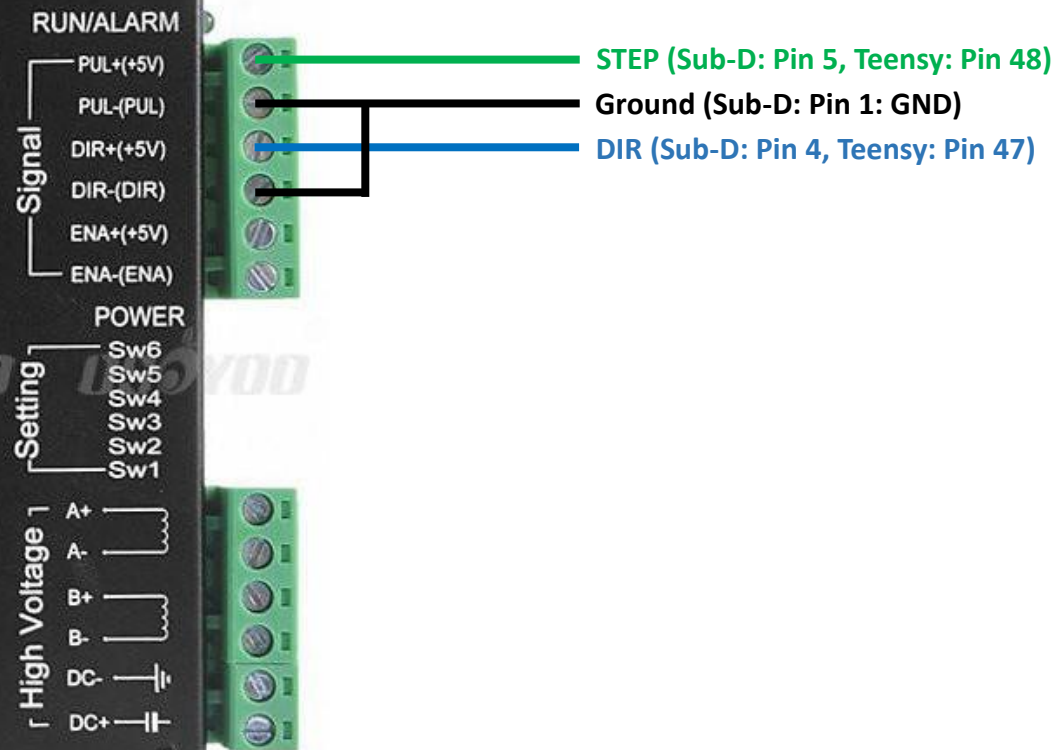 RUN/ALARM
PUL+(+5V)
PUL-(PUL)
DIR+(+5V)
DIR-(DIR)
ENA+(+5V)
ENA-(ENA)
Signal
STEP (Sub-D: Pin 5, Teensy: Pin 48)
Ground (Sub-D: Pin 1: GND)
DIR (Sub-D: Pin 4, Teensy: Pin 47)
POWER
Sw6
Sw5
Sw4
Sw3
Sw2
Sw1
Setting
A+
A-
B+
B-
DC-
DC+
High Voltage